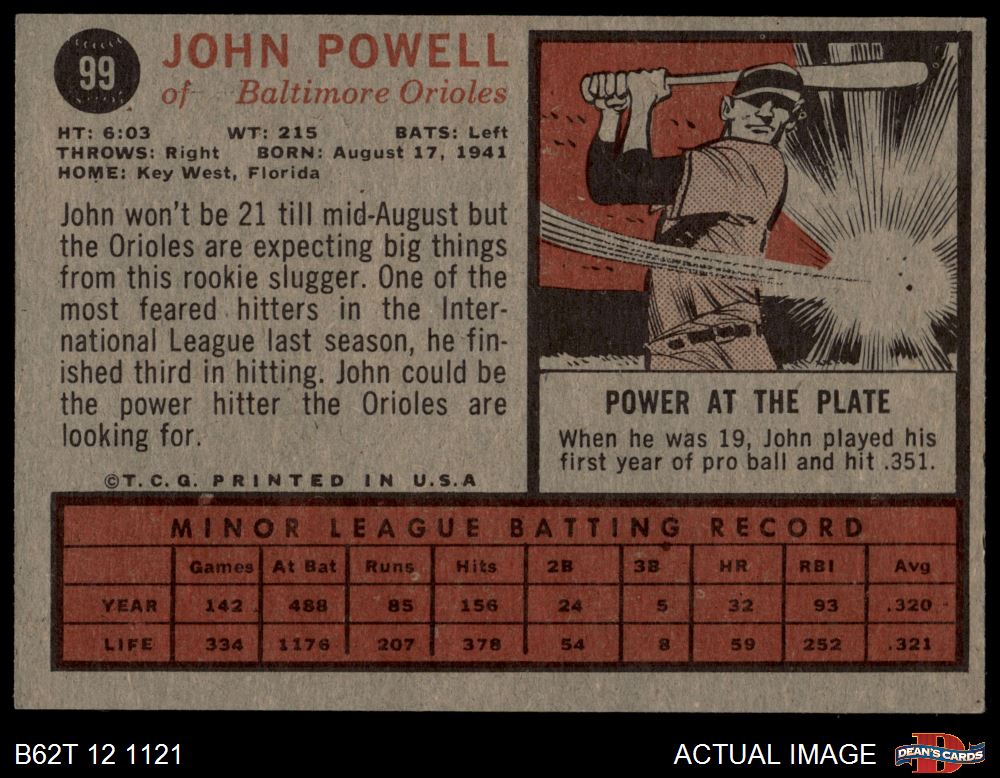 99
JOHN POWELL
of Baltimore Orioles
HT: 6:03 WT: 215 BATS: Left
THROWS: Right BORN: August 17, 1941
HOME: Key West, Florida
John won't be 21 till mid-August but
the Orioles are expecting big things
from this rookie slugger. One of the
most feared hitters in the Inter-
national League last season, he fin-
ished third in hitting. John could be
the power hitter the Orioles are
looking for.
©T. C. G. PRINTED IN U.S.A
POWER AT THE PLATE
When he was 19, John played his
first year of pro ball and hit .351.
MINOR LEAGUE BATTING RECORD
Games At Bat Runs Hits 2B 3B HR RBI Avg
YEAR 142 488 85 156 24 5 32 93 .320
LIFE 334 1176 207 378 54 8 59 252 .321
B62T 12 1121
ACTUAL IMAGE
DEAN'S CARDS